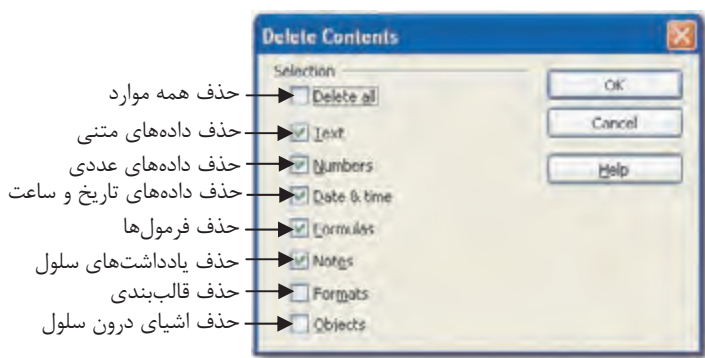 Delete Contents
Selection
حذف همه موارد
Delete all
OK
حذف داده‌های متنی
Text
Cancel
حذف داده‌های عددی
Numbers
Help
حذف داده‌های تاریخ و ساعت
Date & time
حذف فرمول‌ها
Formulas
حذف یادداشت‌های سلول
Notes
حذف قالب‌بندی
Formats
حذف اشیای درون سلول
Objects